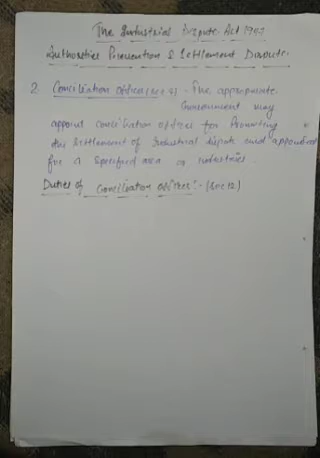 The Industrial Dispute Act 1947
Authorities Prevention & Settlement Dispute.
2. Conciliation officer (sec 4) - The appropriate
Government may
appoint conciliation officer for Promoting
the settlement of Industrial dispute and appointed
for a Specified area or industries.
Duties of conciliation officer :- (Sec 12)